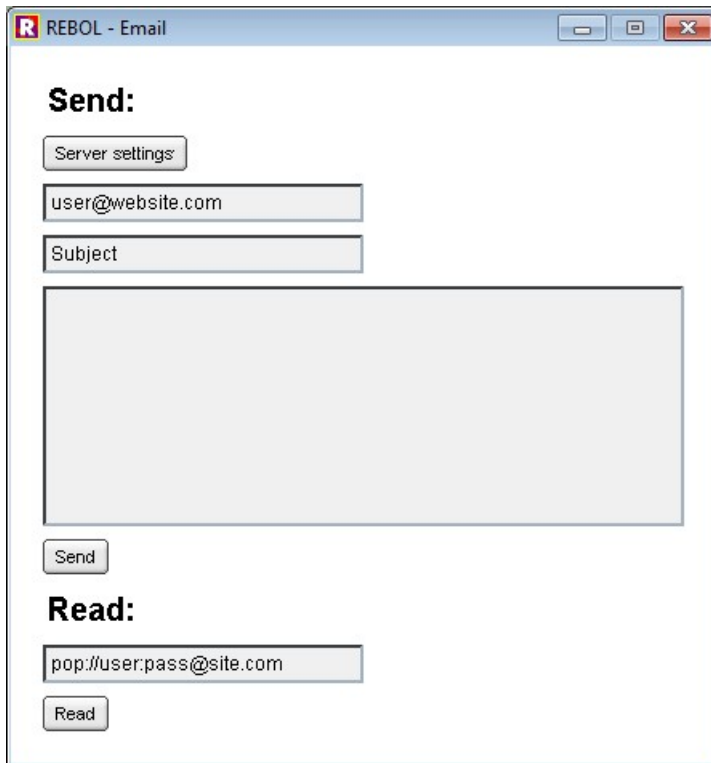 R REBOL - Email
Send:
Server settings
user@website.com
Subject
Send
Read:
pop://user:pass@site.com
Read